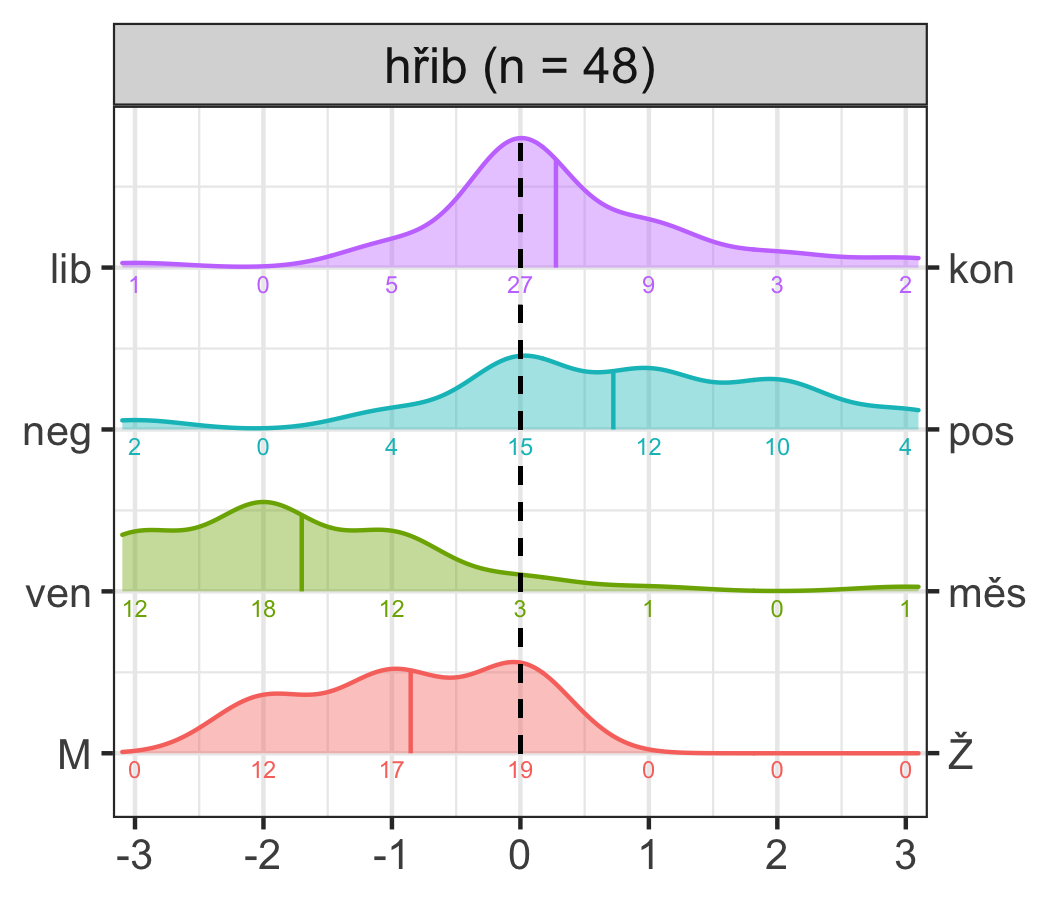 hřib (n = 48)
lib kon
1 0 5 27 9 3 2
neg pos
2 0 4 15 12 10 4
ven měs
12 18 12 3 1 0 1
M Ž
0 12 17 19 0 0 0
-3 -2 -1 0 1 2 3